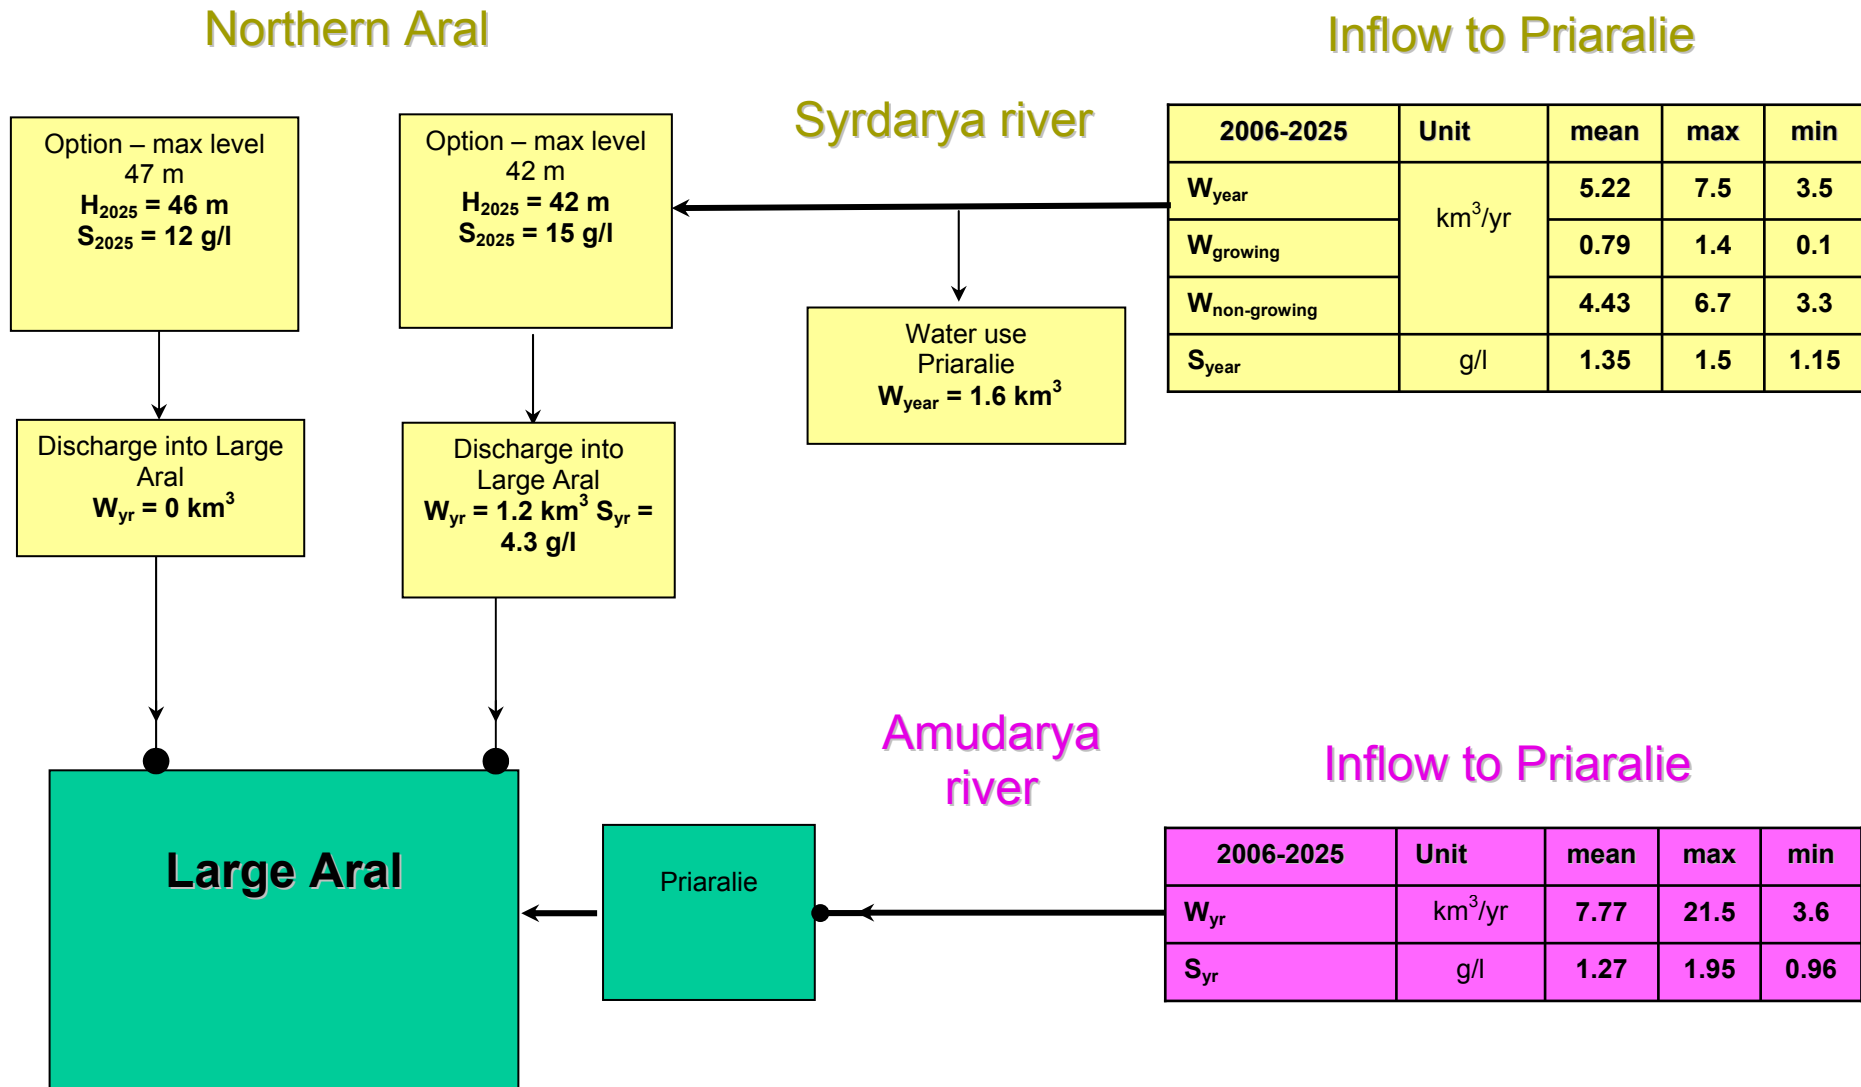 Northern Aral
Inflow to Priaralie
Syrdarya river
Option – max level
47 m
H2025 = 46 m
S2025 = 12 g/l
Option – max level
42 m
H2025 = 42 m
S2025 = 15 g/l
2006-2025 Unit mean max min
Wyear km³/yr 5.22 7.5 3.5
Wgrowing 0.79 1.4 0.1
Wnon-growing 4.43 6.7 3.3
Syear g/l 1.35 1.5 1.15
Water use
Priaralie
Wyear = 1.6 km³
Discharge into Large
Aral
Wyr = 0 km³
Discharge into
Large Aral
Wyr = 1.2 km³ Syr =
4.3 g/l
Amudarya
river
Inflow to Priaralie
Large Aral
Priaralie
2006-2025 Unit mean max min
Wyr km³/yr 7.77 21.5 3.6
Syr g/l 1.27 1.95 0.96